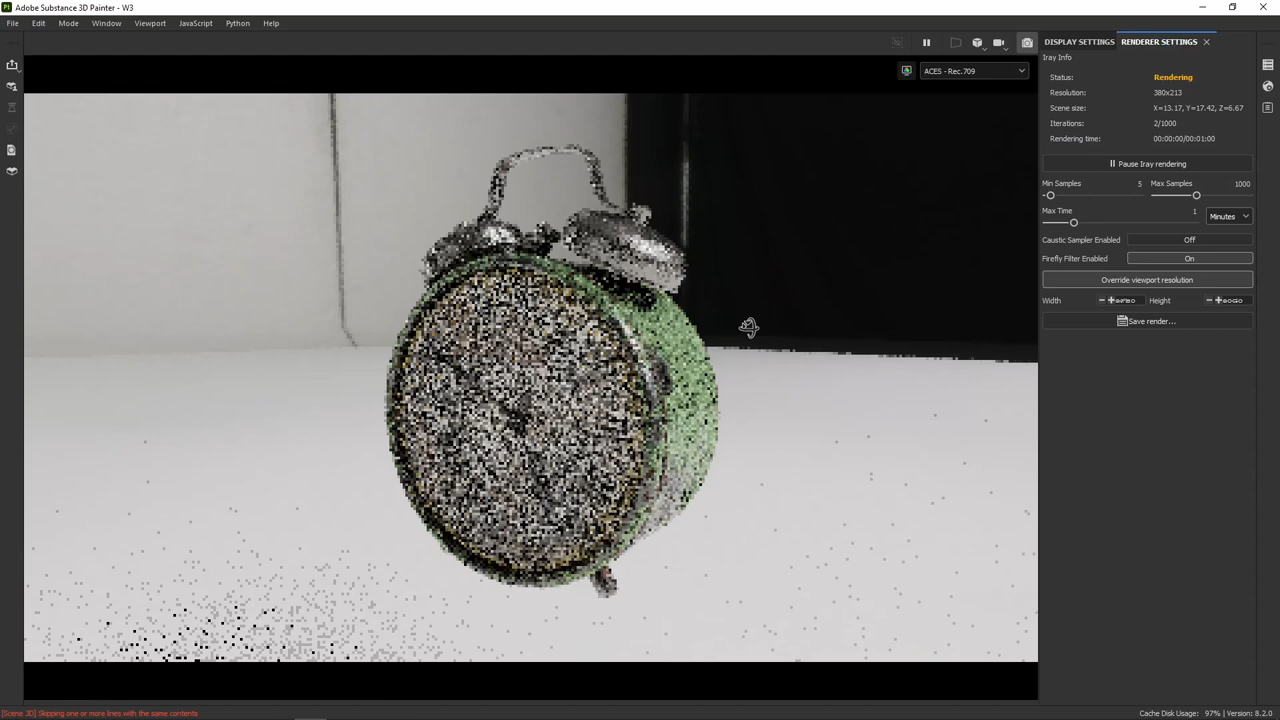 Adobe Substance 3D Painter - W3
File Edit Mode Window Viewport JavaScript Python Help
DISPLAY SETTINGS RENDERER SETTINGS
ACES - Rec.709
Iray Info
Status: Rendering
Resolution: 380x213
Scene size: X=13.17, Y=17.42, Z=6.67
Iterations: 2/1000
Rendering time: 00:00:00/00:01:00
Pause Iray rendering
Min Samples 5 Max Samples 1000
Max Time 1 Minutes
Caustic Sampler Enabled Off
Firefly Filter Enabled On
Override viewport resolution
Width Height
Save render...
[Scene 3D] Skipping one or more lines with the same contents
Cache Disk Usage: 97% | Version: 8.2.0